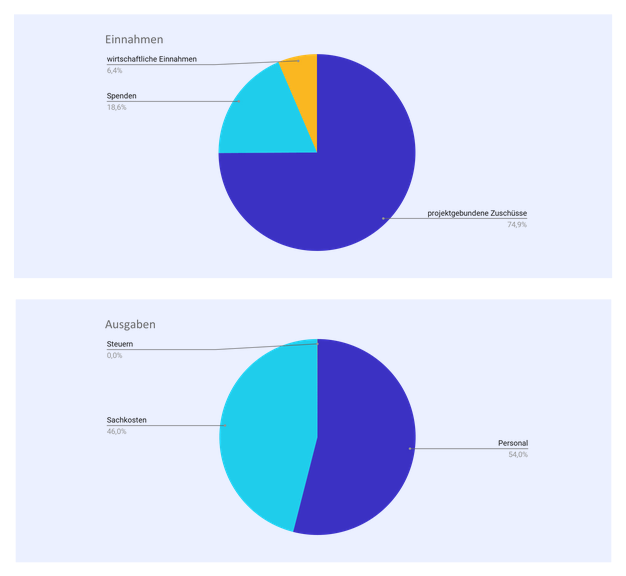 Einnahmen
wirtschaftliche Einnahmen
6,4%
Spenden
18,6%
projektgebundene Zuschüsse
74,9%
Ausgaben
Steuern
0,0%
Sachkosten
46,0%
Personal
54,0%